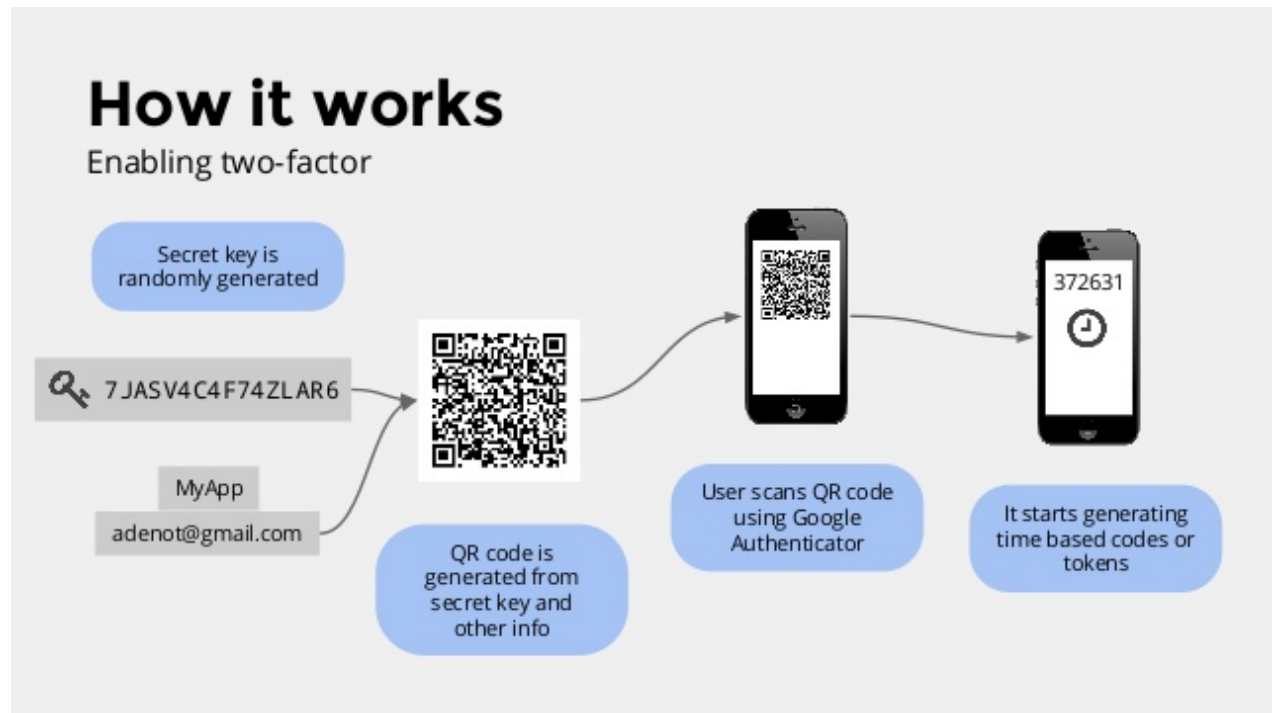 How it works
Enabling two-factor
Secret key is
randomly generated
7JASV4C4F74ZLAR6
MyApp
adenot@gmail.com
QR code is
generated from
secret key and
other info
User scans QR code
using Google
Authenticator
372631
It starts generating
time based codes or
tokens